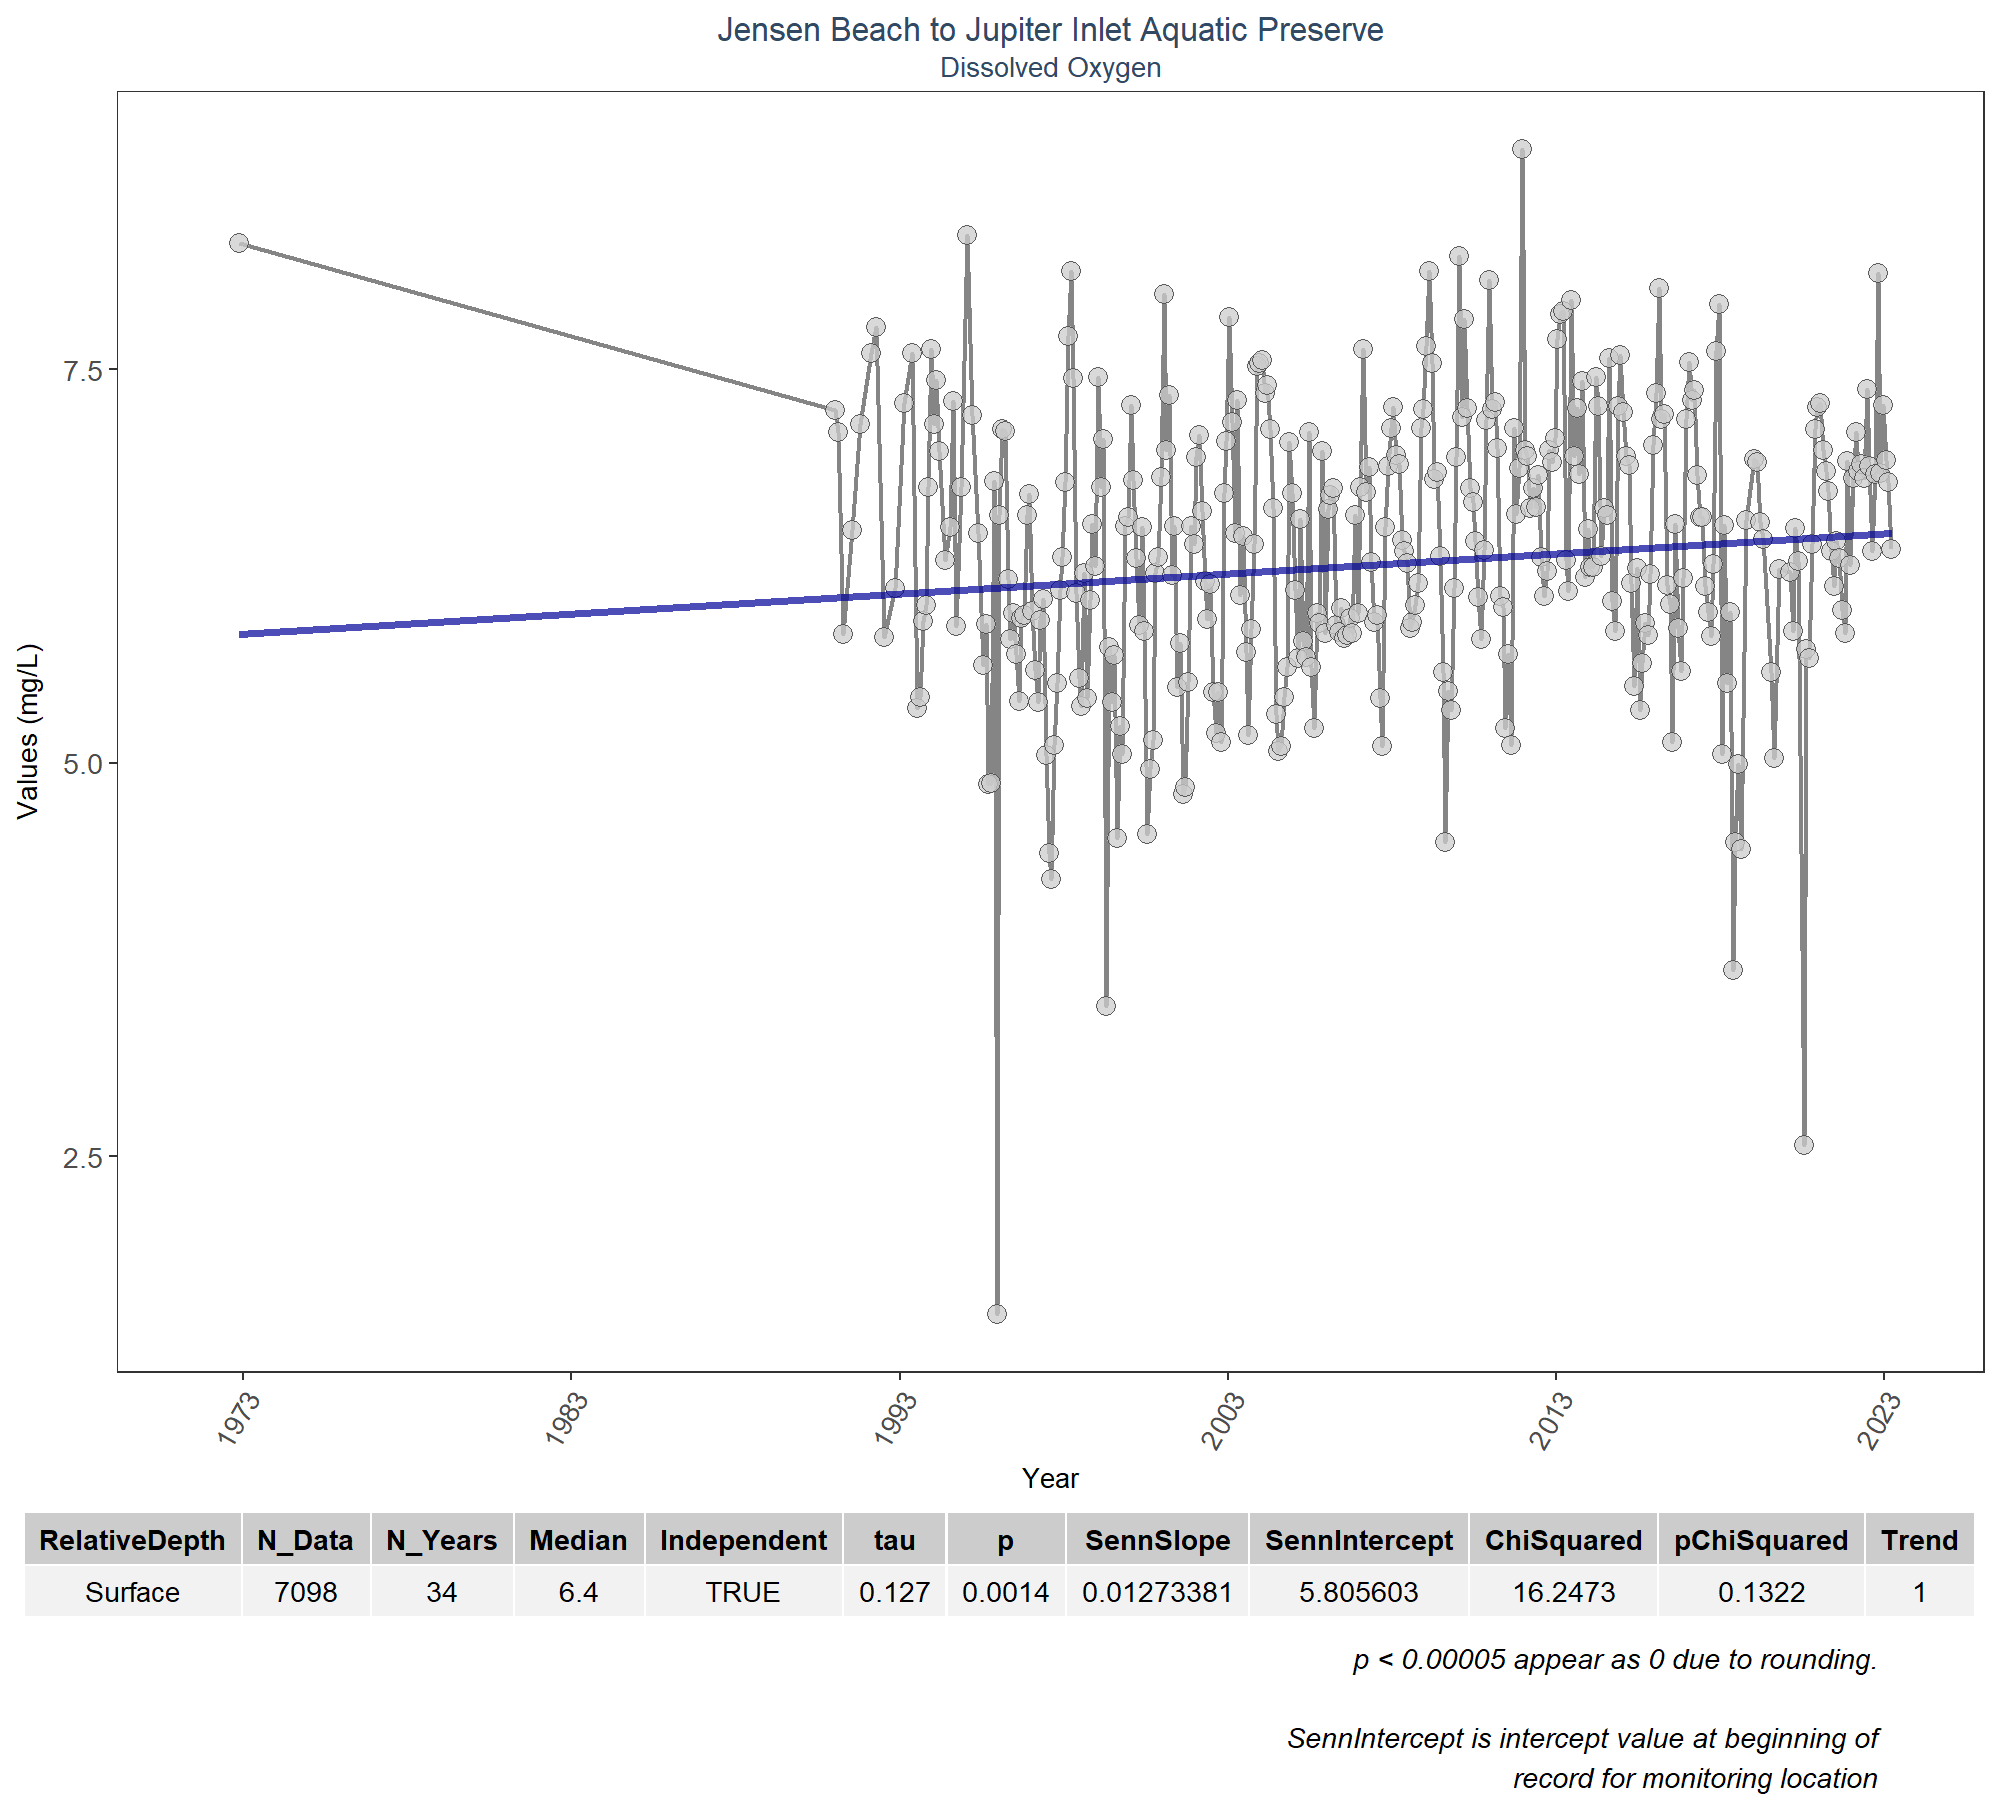 Jensen Beach to Jupiter Inlet Aquatic Preserve
Dissolved Oxygen
Values (mg/L)
7.5
5.0
2.5
1973
1983
1993
2003
2013
2023
Year
RelativeDepth N_Data N_Years Median Independent tau p SennSlope SennIntercept ChiSquared pChiSquared Trend
Surface 7098 34 6.4 TRUE 0.127 0.0014 0.01273381 5.805603 16.2473 0.1322 1
p < 0.00005 appear as 0 due to rounding.
SennIntercept is intercept value at beginning of
record for monitoring location